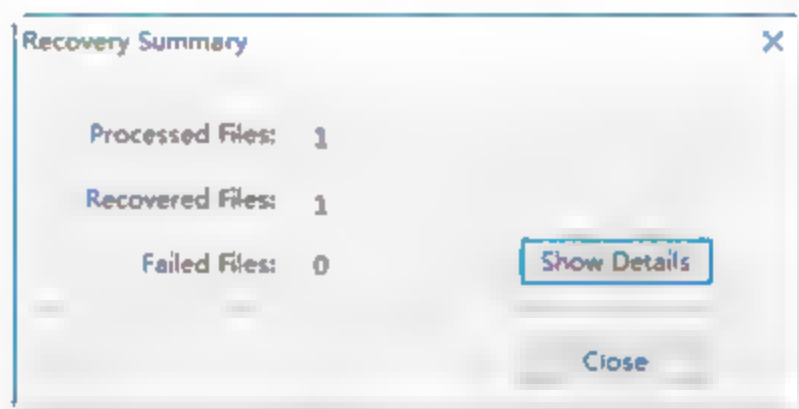 Recovery Summary
Processed Files: 1
Recovered Files: 1
Failed Files: 0
Show Details
Close